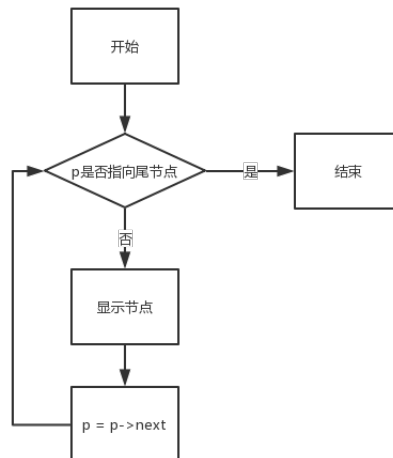 开始
p是否指向尾节点
是
结束
否
显示节点
p = p->next